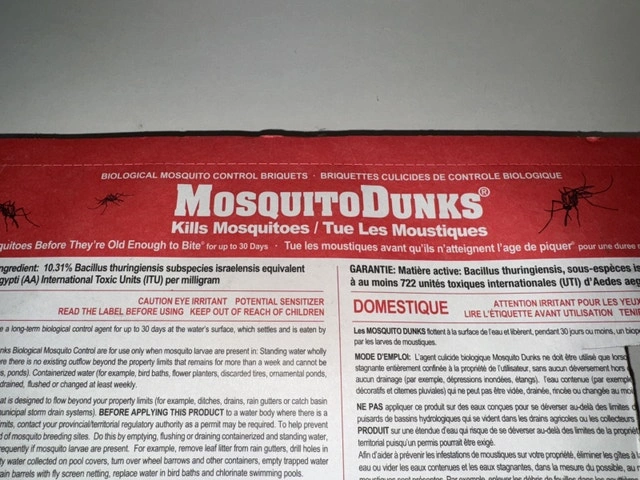 BIOLOGICAL MOSQUITO CONTROL BRIQUETS · BRIQUETTES CULICIDES DE CONTROLE BIOLOGIQUE
MOSQUITODUNKS®
Kills Mosquitoes / Tue Les Moustiques
quitoes Before They're Old Enough to Bite® for up to 30 Days · Tue les moustiques avant qu'ils n'atteignent l'age de piquer® pour une durée
ngredient: 10.31% Bacillus thuringiensis subspecies israelensis equivalent
gypti (AA) International Toxic Units (ITU) per milligram
CAUTION EYE IRRITANT POTENTIAL SENSITIZER
READ THE LABEL BEFORE USING KEEP OUT OF REACH OF CHILDREN
e a long-term biological control agent for up to 30 days at the water's surface, which settles and is eaten by
nks Biological Mosquito Control are for use only when mosquito larvae are present in: Standing water wholly
re there is no existing outflow beyond the property limits that remains for more than a week and cannot be
s, ponds). Containerized water (for example, bird baths, flower planters, discarded tires, ornamental ponds,
drained, flushed or changed at least weekly.
at is designed to flow beyond your property limits (for example, ditches, drains, rain gutters or catch basin
unicipal storm drain systems). BEFORE APPLYING THIS PRODUCT to a water body where there is a
mits, contact your provincial/territorial regulatory authority as a permit may be required. To help prevent
d of mosquito breeding sites. Do this by emptying, flushing or draining containerized and standing water,
requently if mosquito larvae are present. For example, remove leaf litter from rain gutters, drill holes in
y water collected on pool covers, turn over wheel barrows and other containers, empty trapped water
ain barrels with fly screen netting, replace water in bird baths and chlorinate swimming pools.
GARANTIE: Matière active: Bacillus thuringiensis, sous-espèces is
à au moins 722 unités toxiques internationales (UTI) d'Aedes aeg
DOMESTIQUE
ATTENTION IRRITANT POUR LES YEU
LIRE L'ÉTIQUETTE AVANT UTILISATION TENIR
Les MOSQUITO DUNKS flottent à la surface de l'eau et libèrent, pendant 30 jours ou moins, un biop
par les larves de moustiques.
MODE D'EMPLOI: L'agent culicide biologique Mosquito Dunks ne doit être utilisé que lorsq
stagnante entièrement confinée à la propriété de l'utilisateur, sans aucun déversement hors
aucun drainage (par exemple, dépressions inondées, étangs). l'eau contenue (par exemple
décoratifs et citernes pluviales) qui ne peut pas être vidée, drainée, rincée ou changée au moi
NE PAS appliquer ce produit sur des eaux conçues pour se déverser au-delà des limites d
puisards de bassins hydrologiques qui se vident dans les drains agricoles ou les collecteurs
PRODUIT sur une étendue d'eau qui risque de se déverser au-delà des limites de la propriété
territorial puisqu'un permis pourrait être exigé.
Afin d'aider à prévenir les infestations de moustiques sur votre propriété, éliminer les gîtes à la
eau ou vider les eaux contenues et les eaux stagnantes, dans la mesure du possible, au